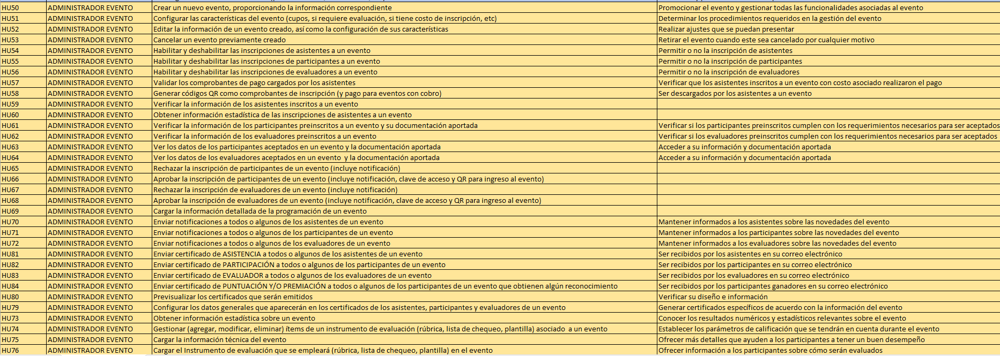 HU50 ADMINISTRADOR EVENTO Crear un nuevo evento, proporcionando la información correspondiente Promocionar el evento y gestionar todas las funcionalidades asociadas al evento
HU51 ADMINISTRADOR EVENTO Configurar las características del evento (cupos, si requiere evaluación, si tiene costo de inscripción, etc) Determinar los procedimientos requeridos en la gestión del evento
HU52 ADMINISTRADOR EVENTO Editar la información de un evento creado, así como la configuración de sus características Realizar ajustes que se puedan presentar
HU53 ADMINISTRADOR EVENTO Cancelar un evento previamente creado Retirar el evento cuando este sea cancelado por cualquier motivo
HU54 ADMINISTRADOR EVENTO Habilitar y deshabilitar las inscripciones de asistentes a un evento Permitir o no la inscripción de asistentes
HU55 ADMINISTRADOR EVENTO Habilitar y deshabilitar las inscripciones de participantes a un evento Permitir o no la inscripción de participantes
HU56 ADMINISTRADOR EVENTO Habilitar y deshabilitar las inscripciones de evaluadores a un evento Permitir o no la inscripción de evaluadores
HU57 ADMINISTRADOR EVENTO Validar los comprobantes de pago cargados por los asistentes Verificar que los asistentes inscritos a un evento con costo asociado realizaron el pago
HU58 ADMINISTRADOR EVENTO Generar códigos QR como comprobantes de inscripción (y pago para eventos con cobro) Ser descargados por los asistentes a un evento
HU59 ADMINISTRADOR EVENTO Verificar la información de los asistentes inscritos a un evento
HU60 ADMINISTRADOR EVENTO Obtener información estadística de las inscripciones de asistentes a un evento
HU61 ADMINISTRADOR EVENTO Verificar la información de los participantes preinscritos a un evento y su documentación aportada Verificar si los participantes preinscritos cumplen con los requerimientos necesarios para ser aceptados
HU62 ADMINISTRADOR EVENTO Verificar la información de los evaluadores preinscritos a un evento Verificar si los evaluadores preinscritos cumplen con los requerimientos necesarios para ser aceptados
HU63 ADMINISTRADOR EVENTO Ver los datos de los participantes aceptados en un evento y la documentación aportada Acceder a su información y documentación aportada
HU64 ADMINISTRADOR EVENTO Ver los datos de los evaluadores aceptados en un evento y la documentación aportada Acceder a su información y documentación aportada
HU65 ADMINISTRADOR EVENTO Rechazar la inscripción de participantes de un evento (incluye notificación)
HU66 ADMINISTRADOR EVENTO Aprobar la inscripción de participantes de un evento (incluye notificación, clave de acceso y QR para ingreso al evento)
HU67 ADMINISTRADOR EVENTO Rechazar la inscripción de evaluadores de un evento (incluye notificación)
HU68 ADMINISTRADOR EVENTO Aprobar la inscripción de evaluadores de un evento (incluye notificación, clave de acceso y QR para ingreso al evento)
HU69 ADMINISTRADOR EVENTO Cargar la información detallada de la programación de un evento
HU70 ADMINISTRADOR EVENTO Enviar notificaciones a todos o algunos de los asistentes de un evento Mantener informados a los asistentes sobre las novedades del evento
HU71 ADMINISTRADOR EVENTO Enviar notificaciones a todos o algunos de los participantes de un evento Mantener informados a los participantes sobre las novedades del evento
HU72 ADMINISTRADOR EVENTO Enviar notificaciones a todos o algunos de los evaluadores de un evento Mantener informados a los evaluadores sobre las novedades del evento
HU81 ADMINISTRADOR EVENTO Enviar certificado de ASISTENCIA a todos o algunos de los asistentes de un evento Ser recibidos por los asistentes en su correo electrónico
HU82 ADMINISTRADOR EVENTO Enviar certificado de PARTICIPACIÓN a todos o algunos de los participantes de un evento Ser recibidos por los participantes en su correo electrónico
HU83 ADMINISTRADOR EVENTO Enviar certificado de EVALUADOR a todos o algunos de los evaluadores de un evento Ser recibidos por los evaluadores en su correo electrónico
HU84 ADMINISTRADOR EVENTO Enviar certificado de PUNTUACIÓN Y/O PREMIACIÓN a todos o algunos de los participantes de un evento que obtienen algún reconocimiento Ser recibidos por los participantes ganadores en su correo electrónico
HU80 ADMINISTRADOR EVENTO Previsualizar los certificados que serán emitidos Verificar su diseño e información
HU79 ADMINISTRADOR EVENTO Configurar los datos generales que aparecerán en los certificados de los asistentes, participantes y evaluadores de un evento Generar certificados específicos de acuerdo con la información del evento
HU73 ADMINISTRADOR EVENTO Obtener información estadística sobre un evento Conocer los resultados numéricos y estadísticos relevantes sobre el evento
HU74 ADMINISTRADOR EVENTO Gestionar (agregar, modificar, eliminar) ítems de un instrumento de evaluación (rúbrica, lista de chequeo, plantilla) asociado a un evento Establecer los parámetros de calificación que se tendrán en cuenta durante el evento
HU75 ADMINISTRADOR EVENTO Cargar la información técnica del evento Ofrecer más detalles que ayuden a los participantes a tener un buen desempeño
HU76 ADMINISTRADOR EVENTO Cargar el Instrumento de evaluación que se empleará (rúbrica, lista de chequeo, plantilla) en el evento Ofrecer información a los participantes sobre cómo serán evaluados